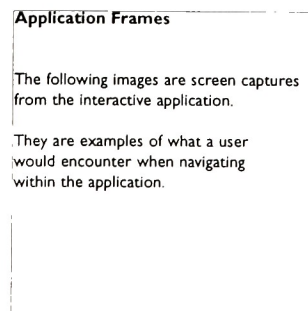 Application Frames
The following images are screen captures
from the interactive application.
They are examples of what a user
would encounter when navigating
within the application.